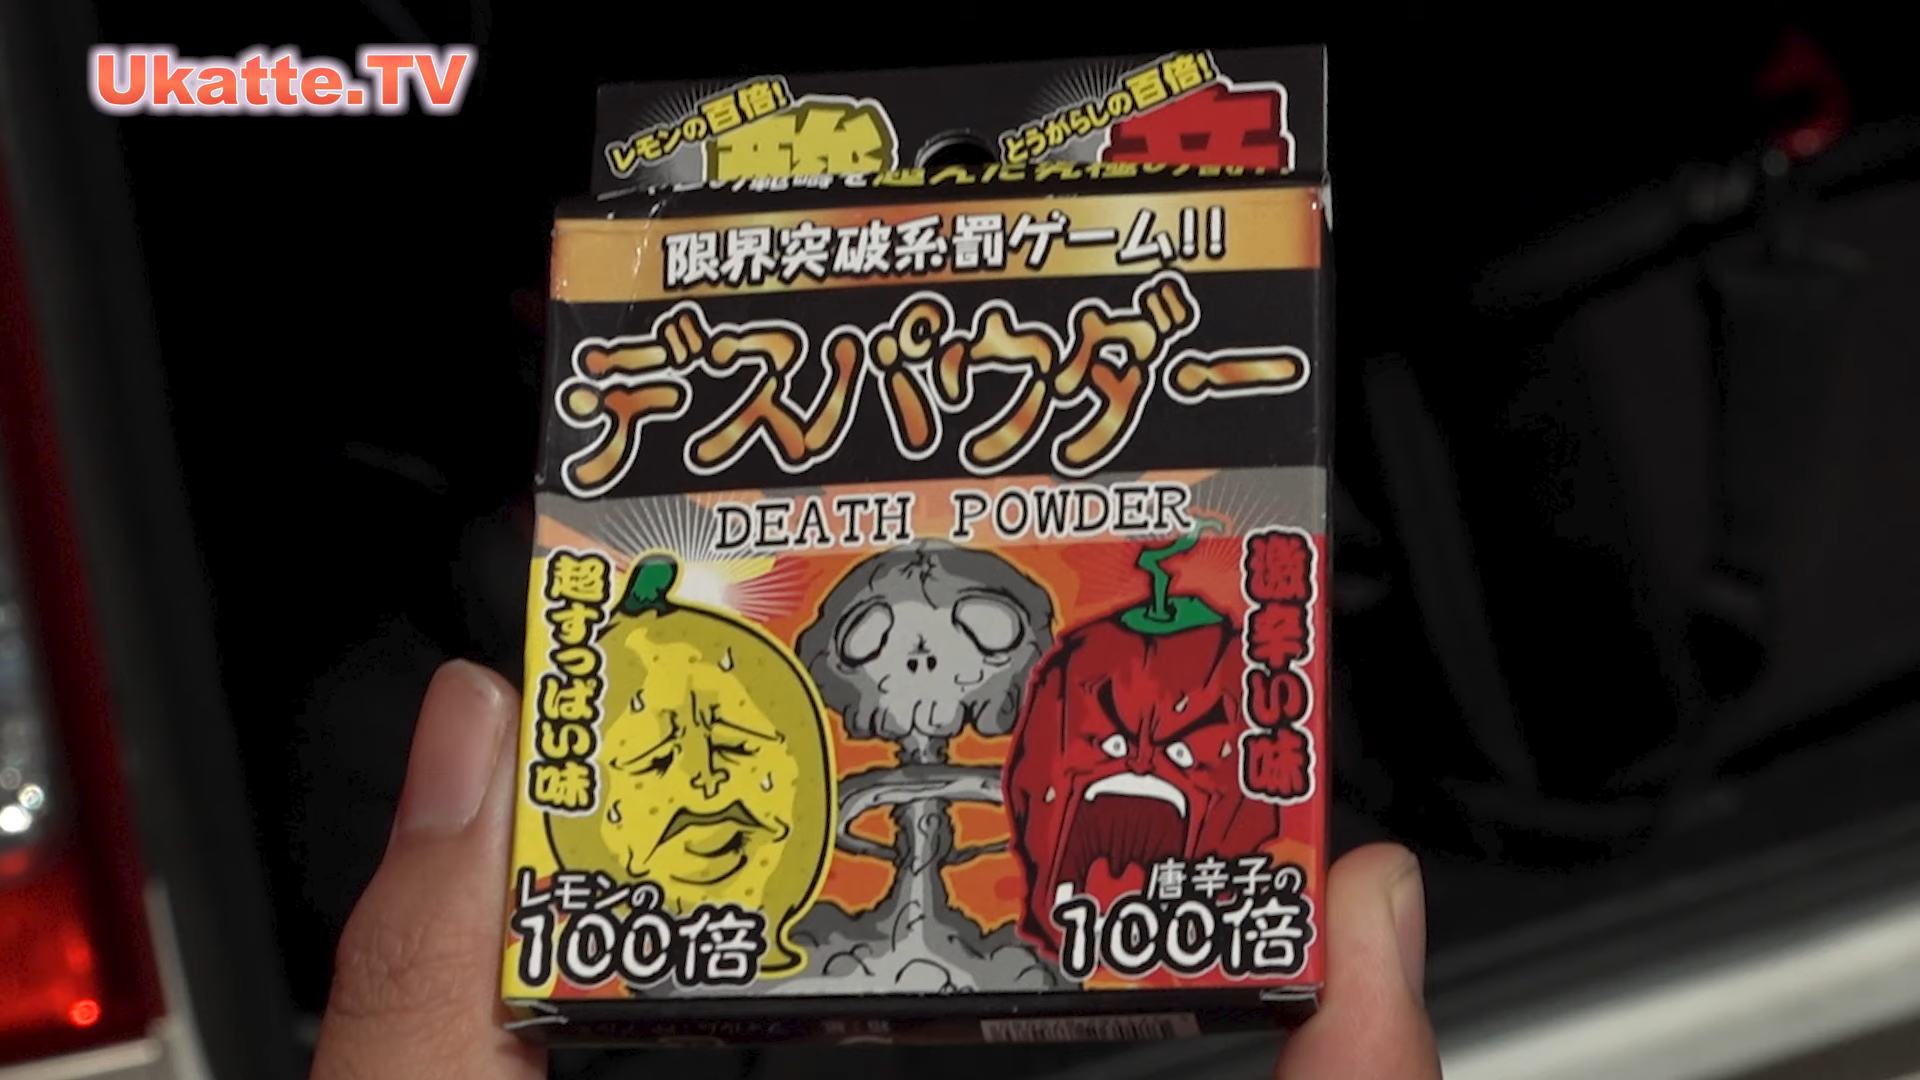 Ukatte.TV
レモンの百倍!
酸
とうがらしの百倍!
辛
限界突破系罰ゲーム!!
デスパウダー
DEATH POWDER
超すっぱい味
激辛い味
レモンの
100倍
唐辛子の
100倍